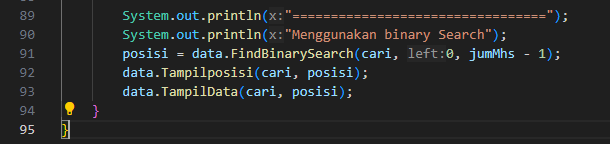 89 System.out.println(x:"=================================");
90 System.out.println(x:"Menggunakan binary Search");
91 posisi = data.FindBinarySearch(cari, left:0, jumMhs - 1);
92 data.Tampilposisi(cari, posisi);
93 data.TampilData(cari, posisi);
94 }
95 }